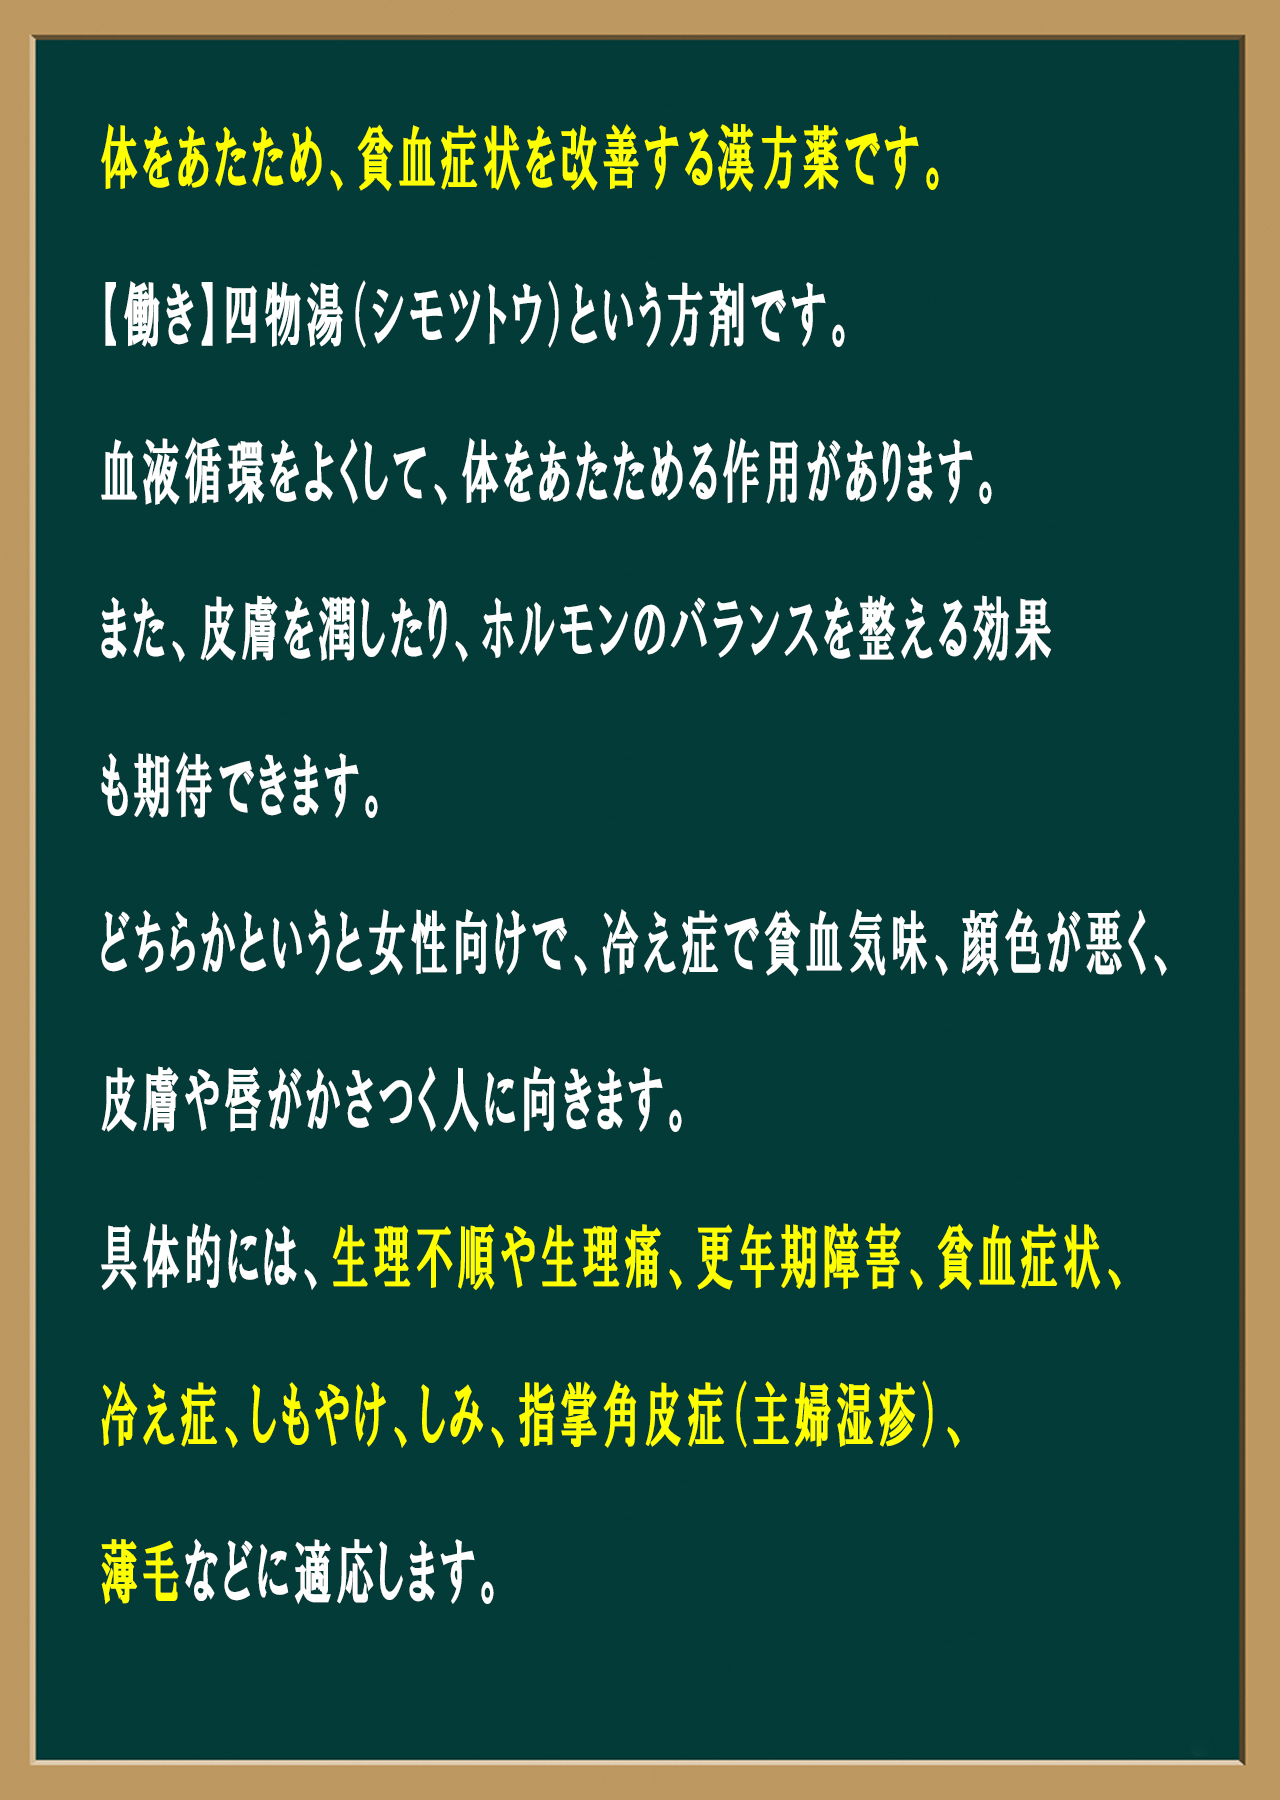 体をあたため、貧血症状を改善する漢方薬です。
【働き】四物湯（シモツトウ）という方剤です。
血液循環をよくして、体をあたためる作用があります。
また、皮膚を潤したり、ホルモンのバランスを整える効果
も期待できます。
どちらかというと女性向けで、冷え症で貧血気味、顔色が悪く、
皮膚や唇がかさつく人に向きます。
具体的には、生理不順や生理痛、更年期障害、貧血症状、
冷え症、しもやけ、しみ、指掌角皮症（主婦湿疹）、
薄毛などに適応します。